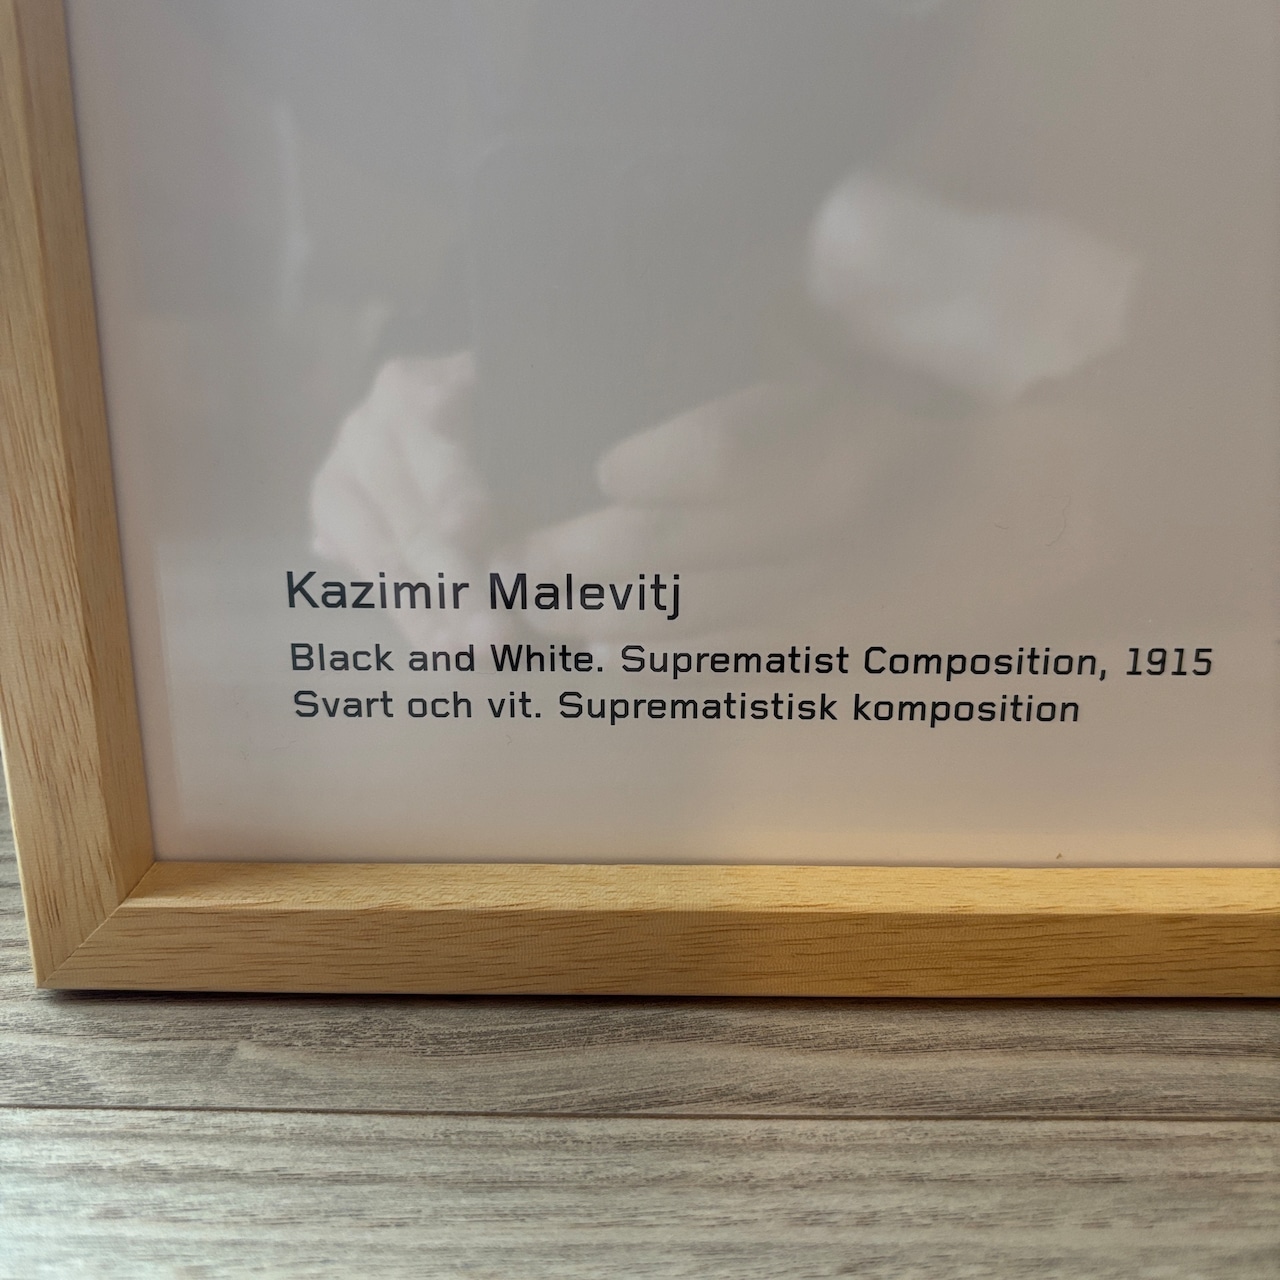 Kazimir Malevitj
Black and White. Suprematist Composition, 1915
Svart och vit. Suprematistisk komposition